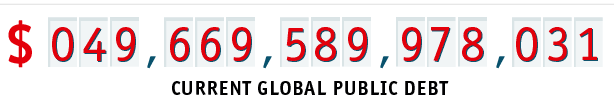 $ 049,669,589,978,031
CURRENT GLOBAL PUBLIC DEBT